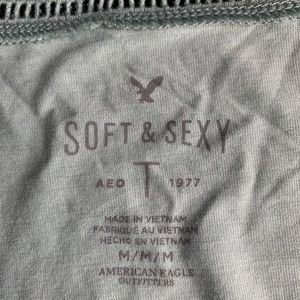 SOFT & SEXY
AEO T 1977
MADE IN VIETNAM
FABRIQUÉ AU VIETNAM
HECHO EN VIETNAM
M/M/M
AMERICAN EAGLE
OUTFITTERS